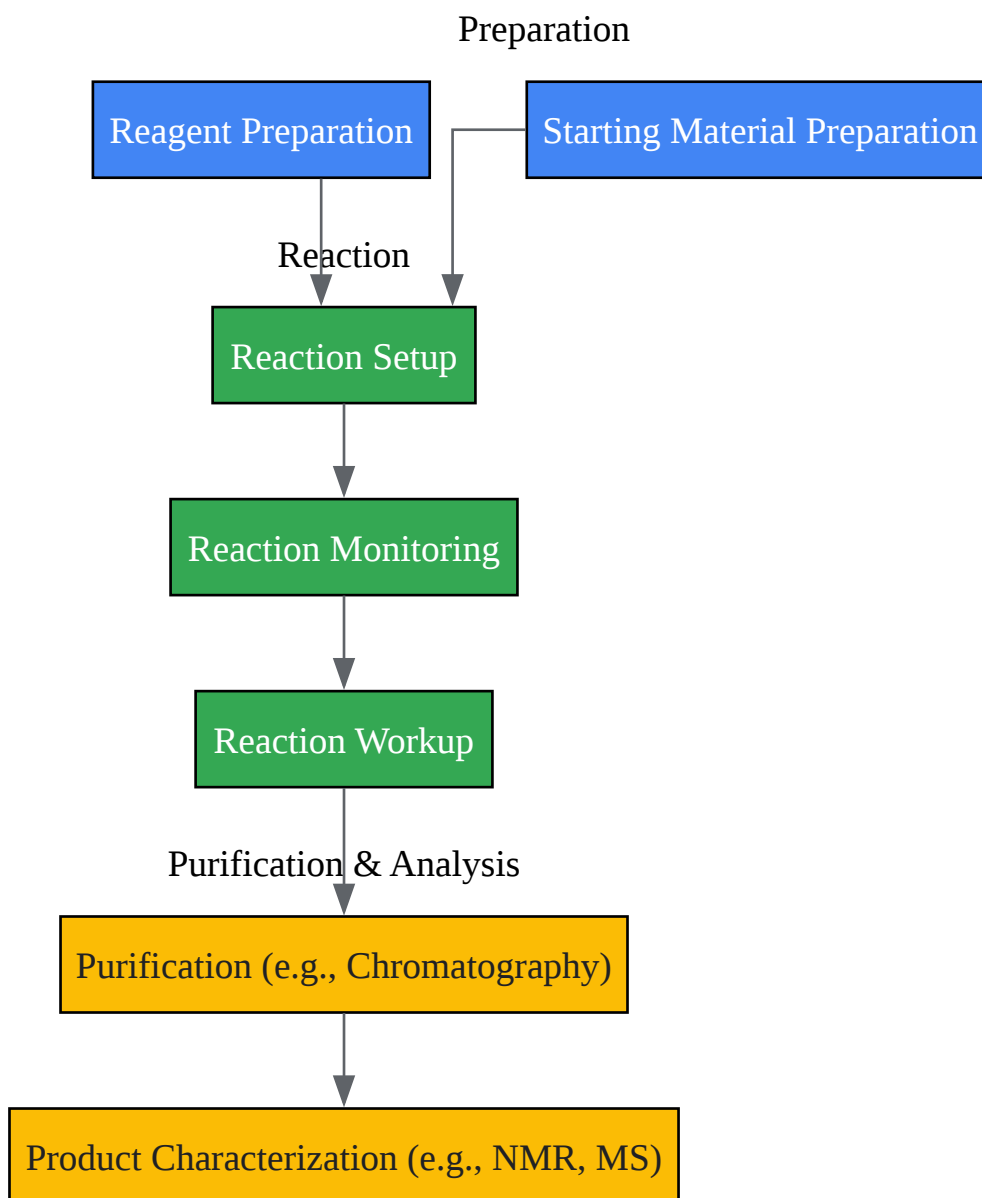 Preparation
Reagent Preparation
Starting Material Preparation
Reaction
Reaction Setup
Reaction Monitoring
Reaction Workup
Purification & Analysis
Purification (e.g., Chromatography)
Product Characterization (e.g., NMR, MS)